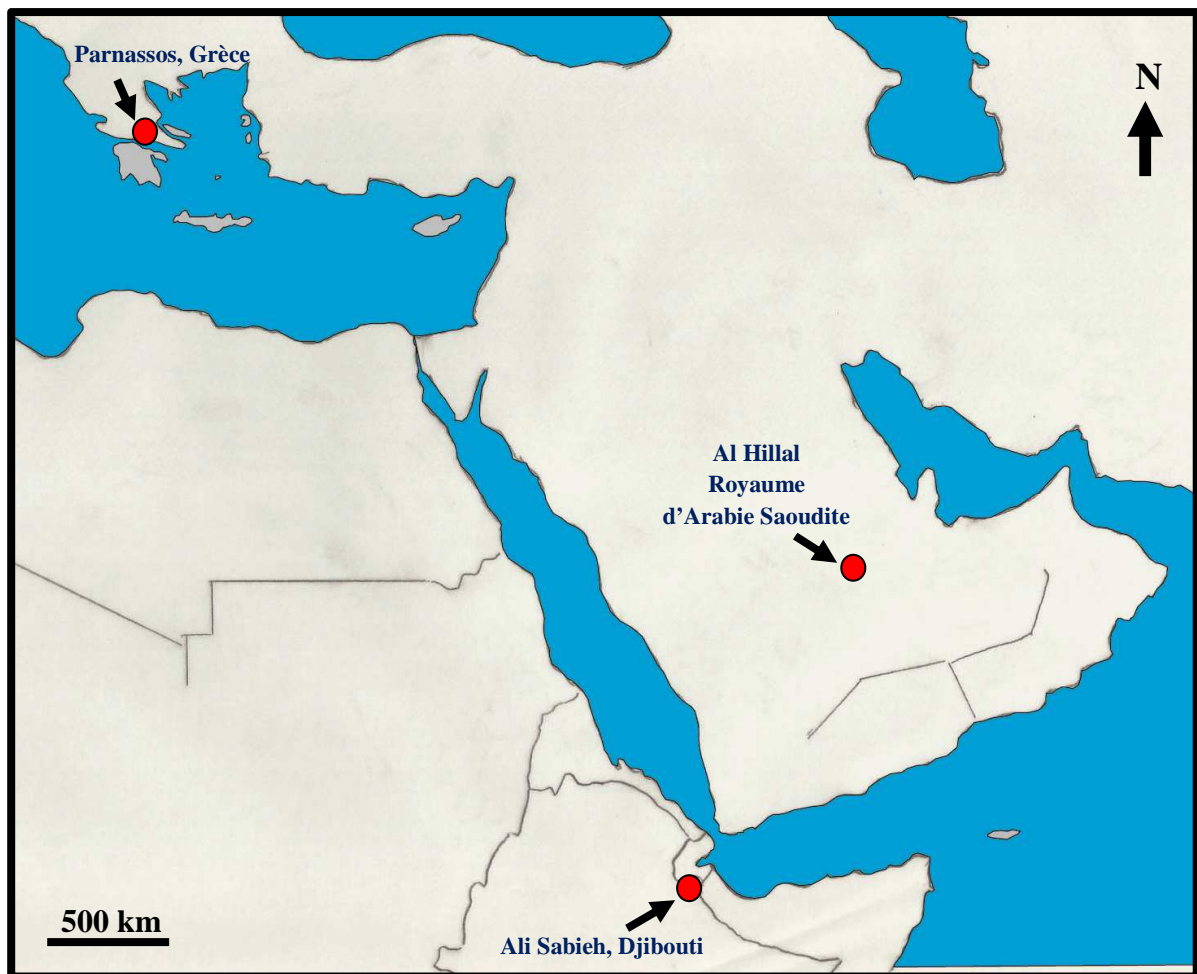 Parnassos, Grèce
N
Al Hillal
Royaume
d'Arabie Saoudite
500 km
Ali Sabieh, Djibouti